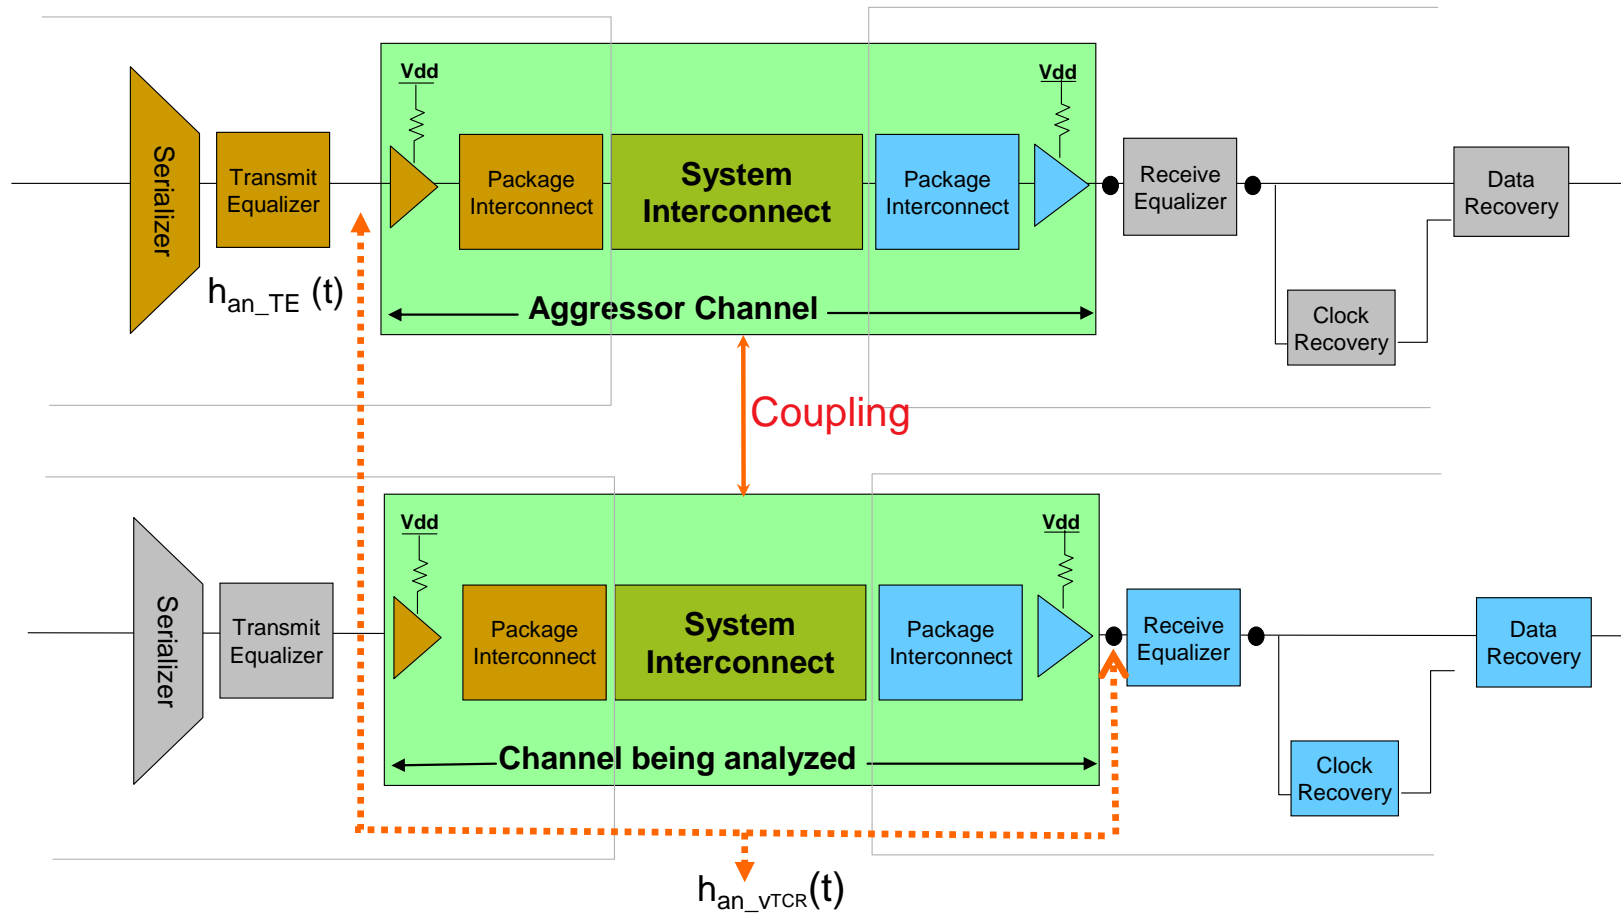 Vdd
Vdd
Serializer
Transmit
Equalizer
Package
Interconnect
System
Interconnect
Package
Interconnect
Receive
Equalizer
Data
Recovery
h_an_TE (t)
Aggressor Channel
Clock
Recovery
Coupling
Vdd
Vdd
Serializer
Transmit
Equalizer
Package
Interconnect
System
Interconnect
Package
Interconnect
Receive
Equalizer
Data
Recovery
Channel being analyzed
Clock
Recovery
h_an_vTCR(t)